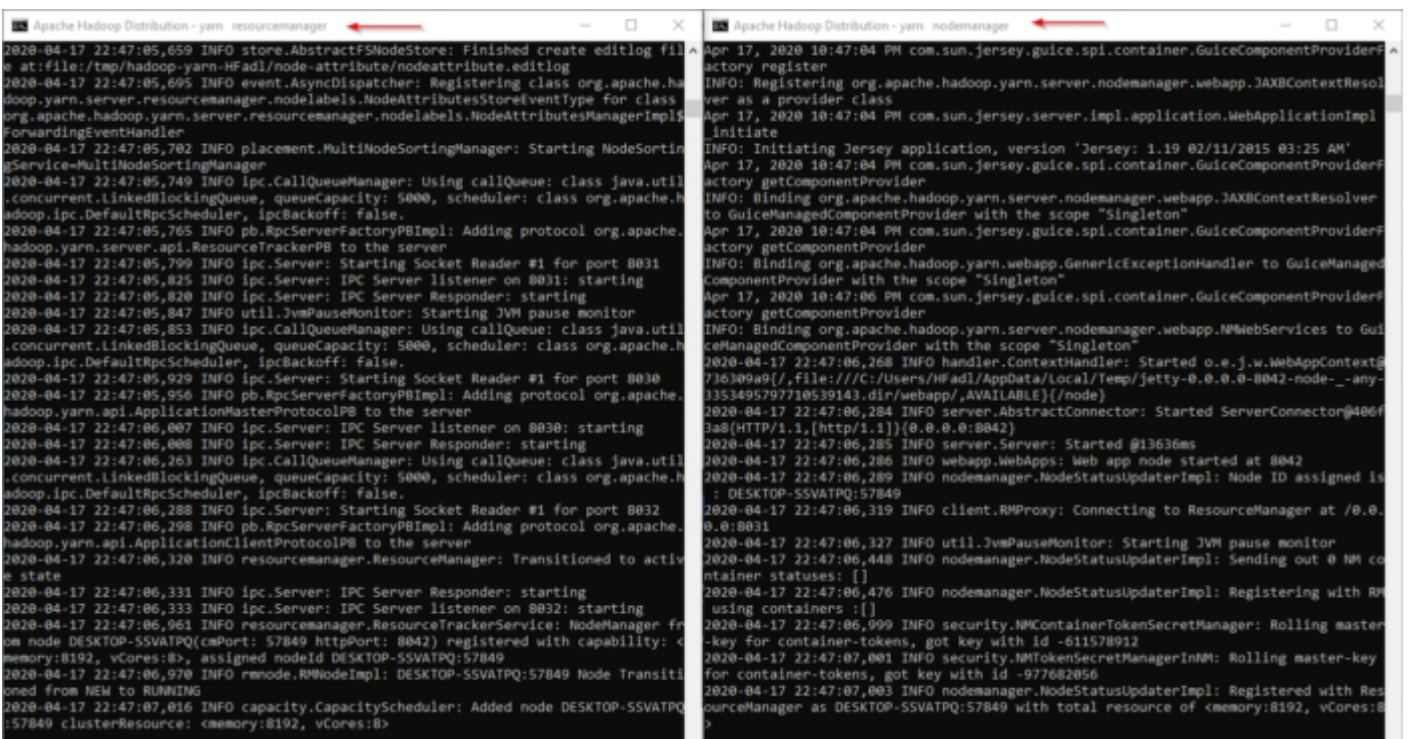 Apache Hadoop Distribution - yarn resourcemanager
2020-04-17 22:47:05,659 INFO store.AbstractFSNodeStore: Finished create editlog fil
e at:file:/tmp/hadoop-yarn-HFadl/node-attribute/nodeattribute.editlog
2020-04-17 22:47:05,695 INFO event.AsyncDispatcher: Registering class org.apache.ha
doop.yarn.server.resourcemanager.nodelabels.NodeAttributesStoreEventType for class
org.apache.hadoop.yarn.server.resourcemanager.nodelabels.NodeAttributesManagerImpl$
ForwardingEventHandler
2020-04-17 22:47:05,702 INFO placement.MultiNodeSortingManager: Starting NodeSortin
gService=MultiNodeSortingManager
2020-04-17 22:47:05,749 INFO ipc.CallQueueManager: Using callQueue: class java.util
.concurrent.LinkedBlockingQueue, queueCapacity: 5000, scheduler: class org.apache.h
adoop.ipc.DefaultRpcScheduler, ipcBackoff: false.
2020-04-17 22:47:05,765 INFO pb.RpcServerFactoryPBImpl: Adding protocol org.apache.
hadoop.yarn.server.api.ResourceTrackerPB to the server
2020-04-17 22:47:05,799 INFO ipc.Server: Starting Socket Reader #1 for port 8031
2020-04-17 22:47:05,825 INFO ipc.Server: IPC Server listener on 8031: starting
2020-04-17 22:47:05,820 INFO ipc.Server: IPC Server Responder: starting
2020-04-17 22:47:05,847 INFO util.JvmPauseMonitor: Starting JVM pause monitor
2020-04-17 22:47:05,853 INFO ipc.CallQueueManager: Using callQueue: class java.util
.concurrent.LinkedBlockingQueue, queueCapacity: 5000, scheduler: class org.apache.h
adoop.ipc.DefaultRpcScheduler, ipcBackoff: false.
2020-04-17 22:47:05,929 INFO ipc.Server: Starting Socket Reader #1 for port 8030
2020-04-17 22:47:05,956 INFO pb.RpcServerFactoryPBImpl: Adding protocol org.apache.
hadoop.yarn.api.ApplicationMasterProtocolPB to the server
2020-04-17 22:47:06,007 INFO ipc.Server: IPC Server listener on 8030: starting
2020-04-17 22:47:06,008 INFO ipc.Server: IPC Server Responder: starting
2020-04-17 22:47:06,263 INFO ipc.CallQueueManager: Using callQueue: class java.util
.concurrent.LinkedBlockingQueue, queueCapacity: 5000, scheduler: class org.apache.h
adoop.ipc.DefaultRpcScheduler, ipcBackoff: false.
2020-04-17 22:47:06,288 INFO ipc.Server: Starting Socket Reader #1 for port 8032
2020-04-17 22:47:06,298 INFO pb.RpcServerFactoryPBImpl: Adding protocol org.apache.
hadoop.yarn.api.ApplicationClientProtocolPB to the server
2020-04-17 22:47:06,320 INFO resourcemanager.ResourceManager: Transitioned to activ
e state
2020-04-17 22:47:06,331 INFO ipc.Server: IPC Server Responder: starting
2020-04-17 22:47:06,333 INFO ipc.Server: IPC Server listener on 8032: starting
2020-04-17 22:47:06,961 INFO resourcemanager.ResourceTrackerService: NodeManager fr
om node DESKTOP-SSVATPQ(cmPort: 57849 httpPort: 8042) registered with capability: <
memory:8192, vCores:8>, assigned nodeId DESKTOP-SSVATPQ:57849
2020-04-17 22:47:06,970 INFO rmnode.RMNodeImpl: DESKTOP-SSVATPQ:57849 Node Transiti
oned from NEW to RUNNING
2020-04-17 22:47:07,016 INFO capacity.CapacityScheduler: Added node DESKTOP-SSVATPQ
:57849 clusterResource: <memory:8192, vCores:8>
Apache Hadoop Distribution - yarn nodemanager
Apr 17, 2020 10:47:04 PM com.sun.jersey.guice.spi.container.GuiceComponentProviderF
actory register
INFO: Registering org.apache.hadoop.yarn.server.nodemanager.webapp.JAXBContextResol
ver as a provider class
Apr 17, 2020 10:47:04 PM com.sun.jersey.server.impl.application.WebApplicationImpl
_initiate
INFO: Initiating Jersey application, version 'Jersey: 1.19 02/11/2015 03:25 AM'
Apr 17, 2020 10:47:04 PM com.sun.jersey.guice.spi.container.GuiceComponentProviderF
actory getComponentProvider
INFO: Binding org.apache.hadoop.yarn.server.nodemanager.webapp.JAXBContextResolver
to GuiceManagedComponentProvider with the scope "Singleton"
Apr 17, 2020 10:47:04 PM com.sun.jersey.guice.spi.container.GuiceComponentProviderF
actory getComponentProvider
INFO: Binding org.apache.hadoop.yarn.webapp.GenericExceptionHandler to GuiceManaged
ComponentProvider with the scope "Singleton"
Apr 17, 2020 10:47:06 PM com.sun.jersey.guice.spi.container.GuiceComponentProviderF
actory getComponentProvider
INFO: Binding org.apache.hadoop.yarn.server.nodemanager.webapp.NMWebServices to Gui
ceManagedComponentProvider with the scope "Singleton"
2020-04-17 22:47:06,268 INFO handler.ContextHandler: Started o.e.j.w.WebAppContext@
736309a9{/,file:///C:/Users/HFadl/AppData/Local/Temp/jetty-0.0.0.0-8042-node-_-any-
3353495797710539143.dir/webapp/,AVAILABLE}{/node}
2020-04-17 22:47:06,284 INFO server.AbstractConnector: Started ServerConnector@406f
3a8{HTTP/1.1,[http/1.1]}{0.0.0.0:8042}
2020-04-17 22:47:06,285 INFO server.Server: Started @13636ms
2020-04-17 22:47:06,286 INFO webapp.WebApps: Web app node started at 8042
2020-04-17 22:47:06,289 INFO nodemanager.NodeStatusUpdaterImpl: Node ID assigned is
: DESKTOP-SSVATPQ:57849
2020-04-17 22:47:06,319 INFO client.RMProxy: Connecting to ResourceManager at /0.0.
0.0:8031
2020-04-17 22:47:06,327 INFO util.JvmPauseMonitor: Starting JVM pause monitor
2020-04-17 22:47:06,448 INFO nodemanager.NodeStatusUpdaterImpl: Sending out 0 NM co
ntainer statuses: []
2020-04-17 22:47:06,476 INFO nodemanager.NodeStatusUpdaterImpl: Registering with RM
using containers :[]
2020-04-17 22:47:06,999 INFO security.NMContainerTokenSecretManager: Rolling master
-key for container-tokens, got key with id -611578912
2020-04-17 22:47:07,001 INFO security.NMTokenSecretManagerInNM: Rolling master-key
for container-tokens, got key with id -977682056
2020-04-17 22:47:07,003 INFO nodemanager.NodeStatusUpdaterImpl: Registered with Res
ourceManager as DESKTOP-SSVATPQ:57849 with total resource of <memory:8192, vCores:8
>